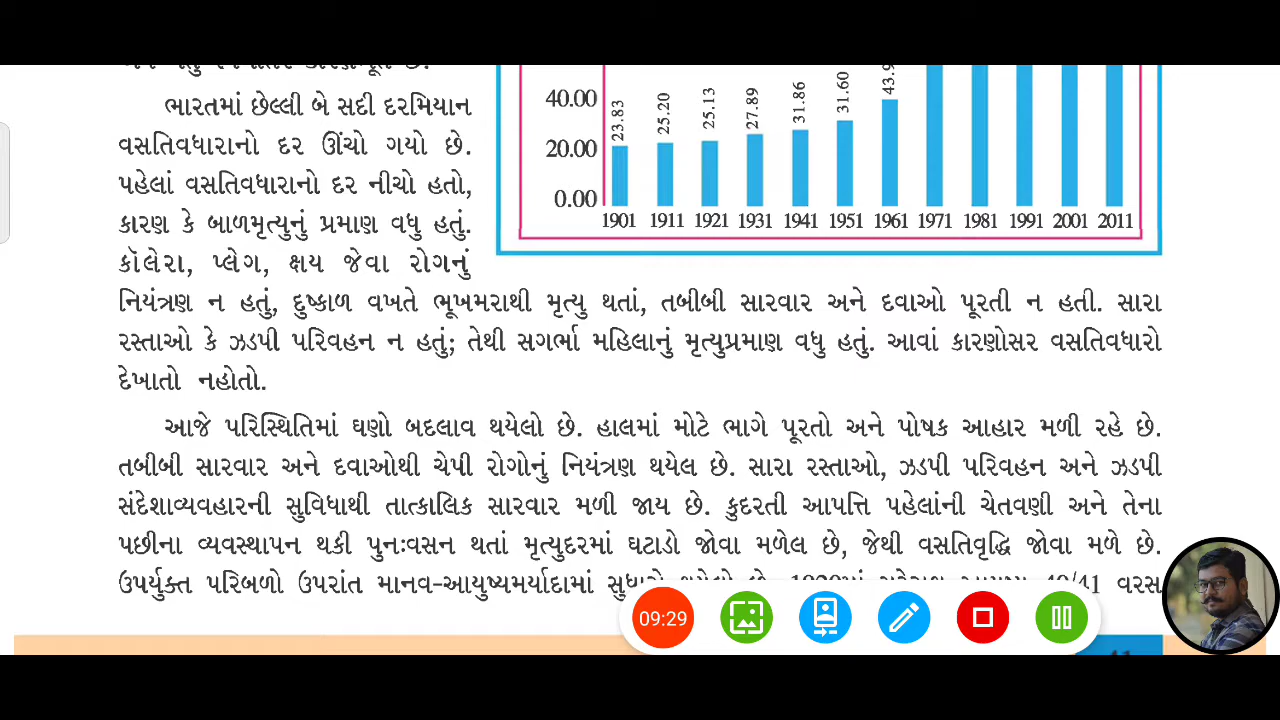 40.00
20.00
0.00
23.83
25.20
25.13
27.89
31.86
31.60
1901 1911 1921 1931 1941 1951 1961 1971 1981 1991 2001 2011
ભારતમાં છેલ્લી બે સદી દરમિયાન
વસતિવધારાનો દર ઊંચો ગયો છે.
પહેલાં વસતિવધારાનો દર નીચો હતો,
કારણ કે બાળમૃત્યુનું પ્રમાણ વધુ હતું.
કૉલેરા, પ્લેગ, ક્ષય જેવા રોગનું
નિયંત્રણ ન હતું, દુષ્કાળ વખતે ભૂખમરાથી મૃત્યુ થતાં, તબીબી સારવાર અને દવાઓ પૂરતી ન હતી. સારા
રસ્તાઓ કે ઝડપી પરિવહન ન હતું; તેથી સગર્ભા મહિલાનું મૃત્યુપ્રમાણ વધુ હતું. આવાં કારણોસર વસતિવધારો
દેખાતો નહોતો.
આજે પરિસ્થિતિમાં ઘણો બદલાવ થયેલો છે. હાલમાં મોટે ભાગે પૂરતો અને પોષક આહાર મળી રહે છે.
તબીબી સારવાર અને દવાઓથી ચેપી રોગોનું નિયંત્રણ થયેલ છે. સારા રસ્તાઓ, ઝડપી પરિવહન અને ઝડપી
સંદેશાવ્યવહારની સુવિધાથી તાત્કાલિક સારવાર મળી જાય છે. કુદરતી આપત્તિ પહેલાંની ચેતવણી અને તેના
પછીના વ્યવસ્થાપન થકી પુનઃવસન થતાં મૃત્યુદરમાં ઘટાડો જોવા મળેલ છે, જેથી વસતિવૃદ્ધિ જોવા મળે છે.
ઉપર્યુક્ત પરિબળો ઉપરાંત માનવ-આયુષ્યમર્યાદામાં વરસ
09:29